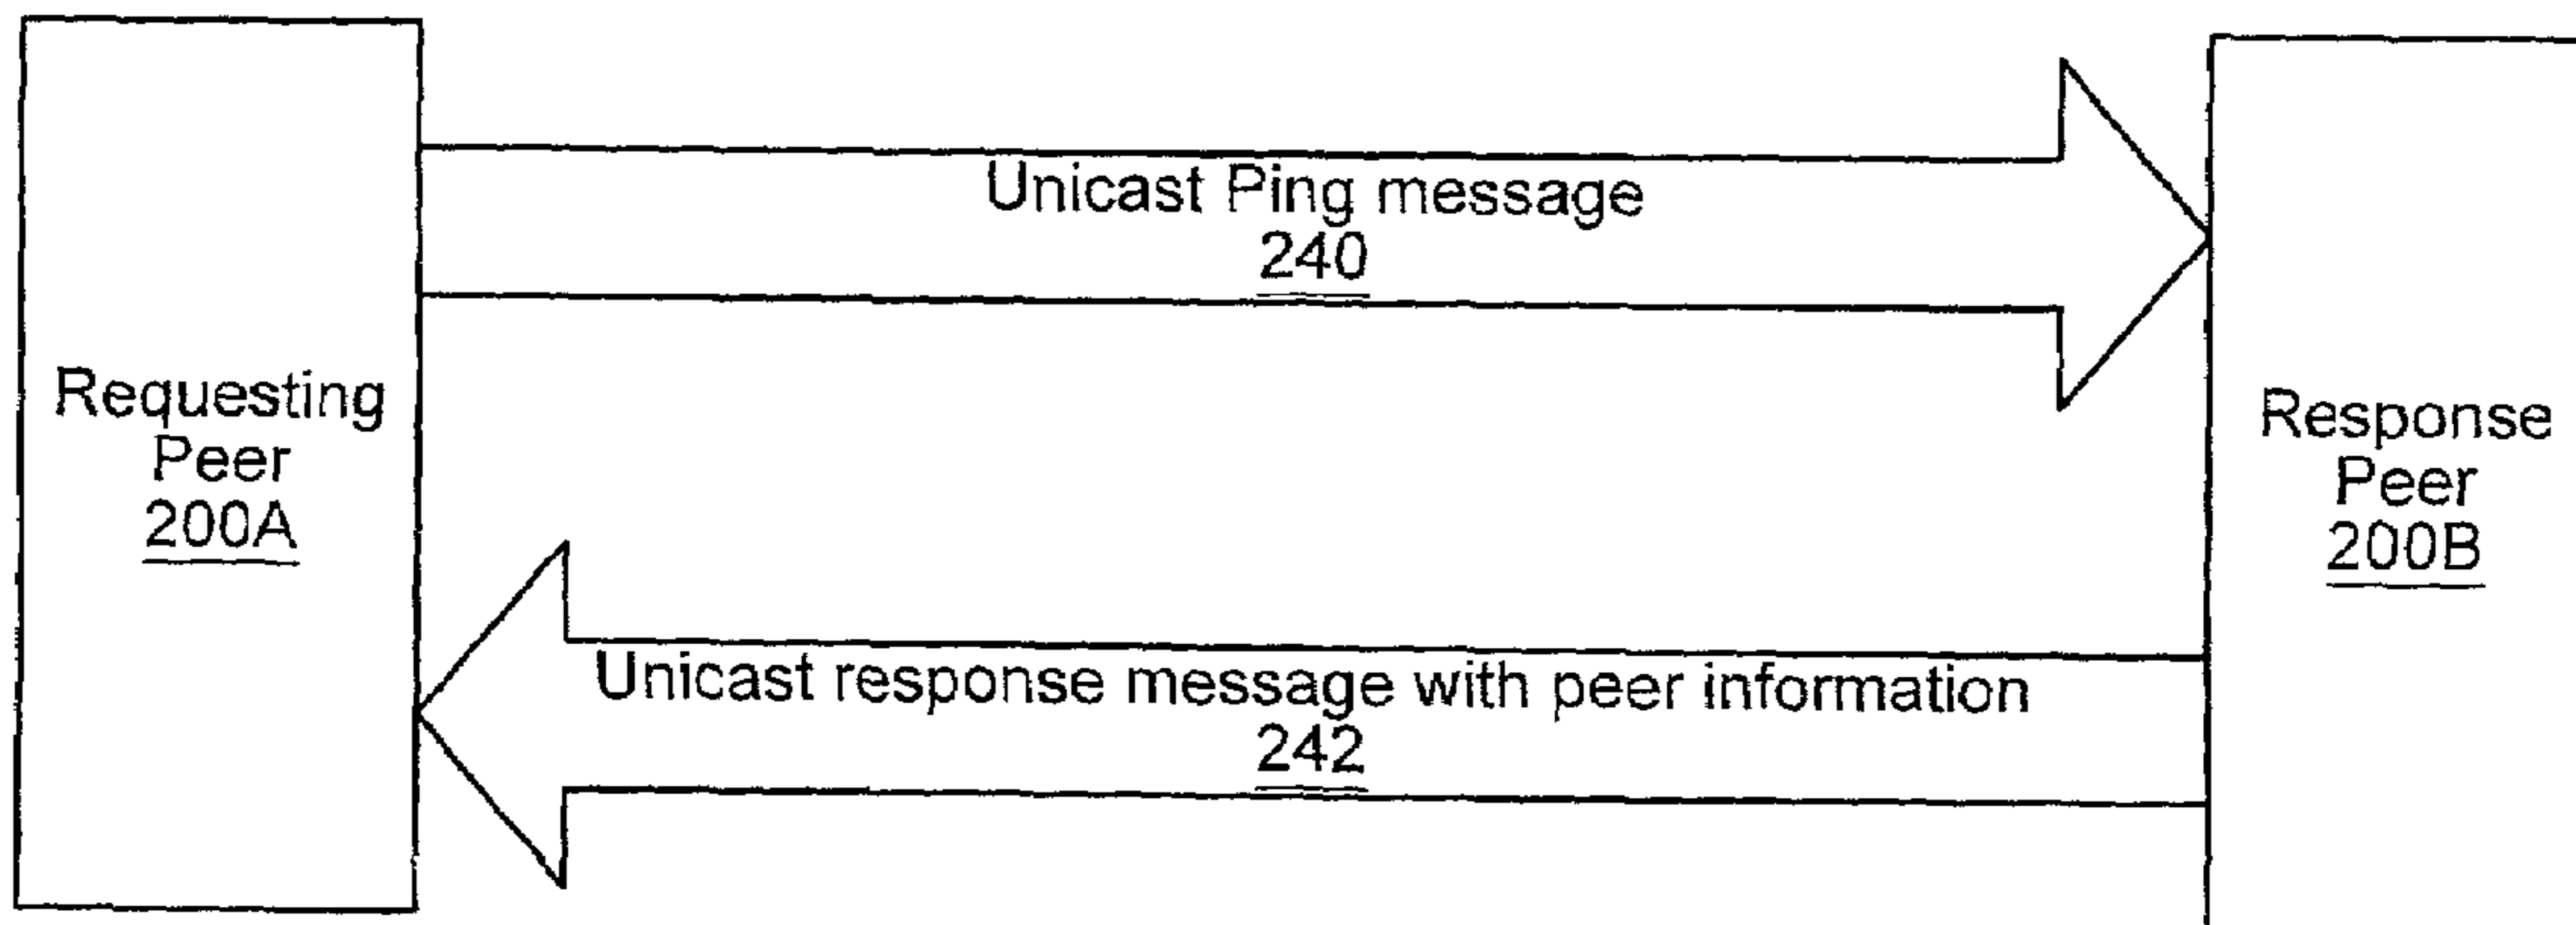 Unicast Ping message
240
Requesting
Peer
200A
Response
Peer
200B
Unicast response message with peer information
242